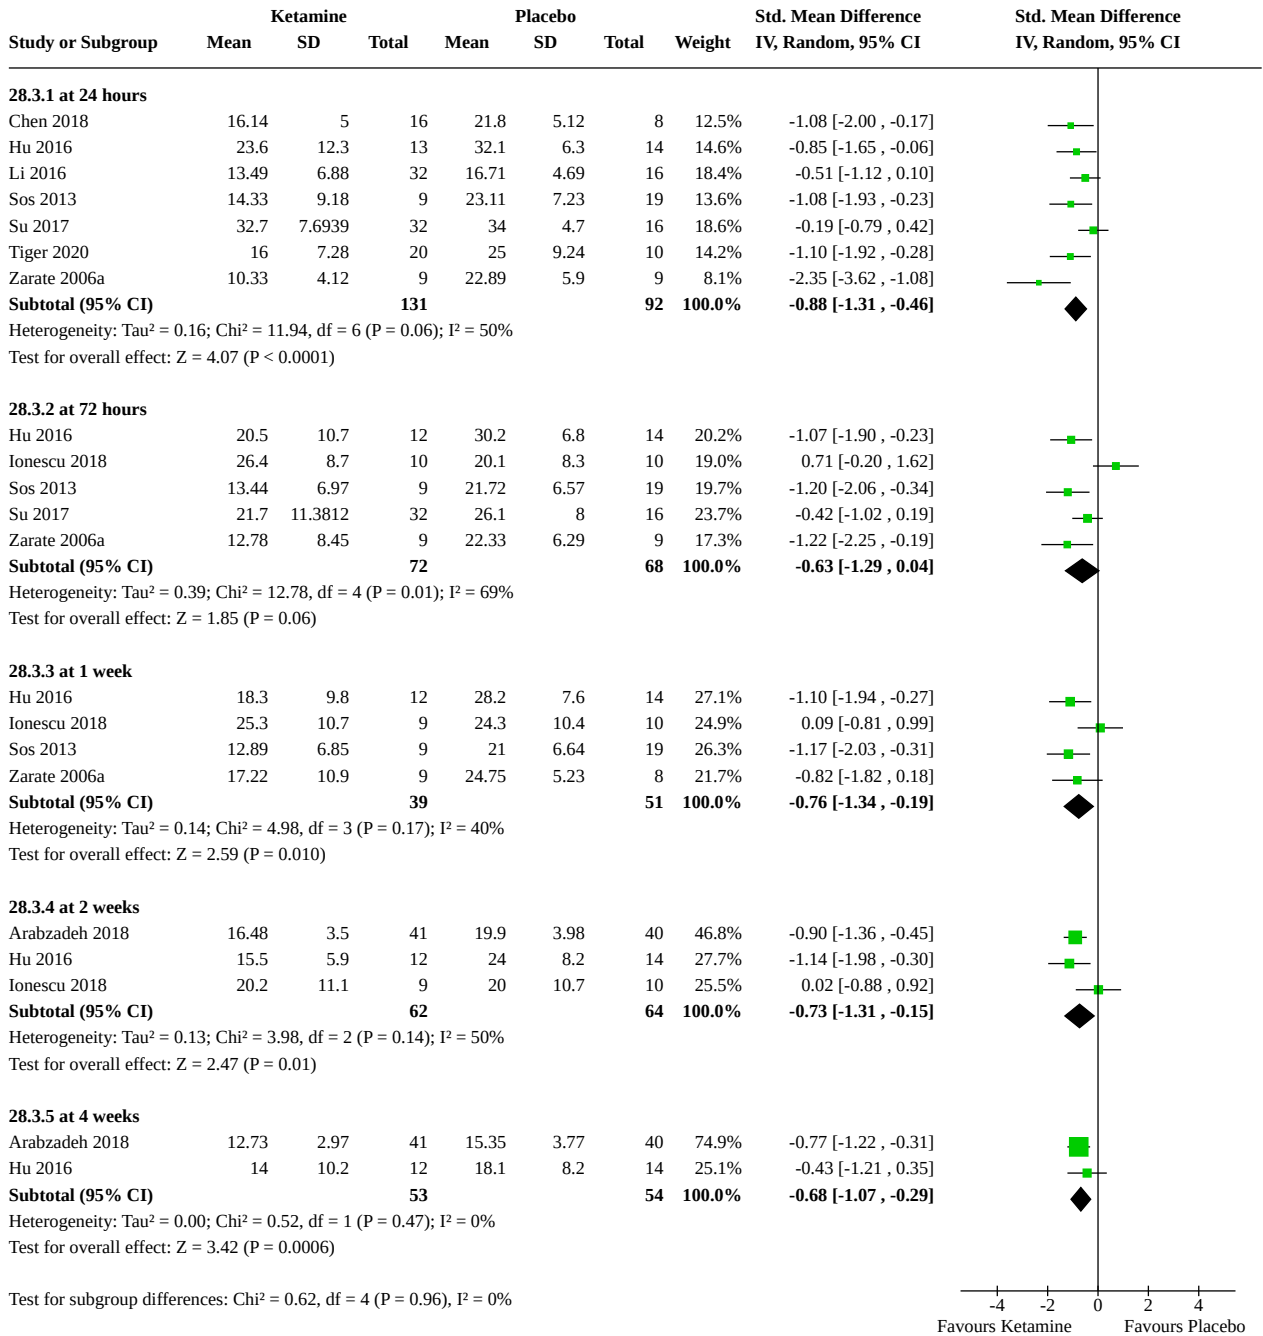 Ketamine Placebo Std. Mean Difference Std. Mean Difference
Study or Subgroup Mean SD Total Mean SD Total Weight IV, Random, 95% CI IV, Random, 95% CI
28.3.1 at 24 hours
Chen 2018 16.14 5 16 21.8 5.12 8 12.5% -1.08 [-2.00 , -0.17]
Hu 2016 23.6 12.3 13 32.1 6.3 14 14.6% -0.85 [-1.65 , -0.06]
Li 2016 13.49 6.88 32 16.71 4.69 16 18.4% -0.51 [-1.12 , 0.10]
Sos 2013 14.33 9.18 9 23.11 7.23 19 13.6% -1.08 [-1.93 , -0.23]
Su 2017 32.7 7.6939 32 34 4.7 16 18.6% -0.19 [-0.79 , 0.42]
Tiger 2020 16 7.28 20 25 9.24 10 14.2% -1.10 [-1.92 , -0.28]
Zarate 2006a 10.33 4.12 9 22.89 5.9 9 8.1% -2.35 [-3.62 , -1.08]
Subtotal (95% CI) 131 92 100.0% -0.88 [-1.31 , -0.46]
Heterogeneity: Tau² = 0.16; Chi² = 11.94, df = 6 (P = 0.06); I² = 50%
Test for overall effect: Z = 4.07 (P < 0.0001)
28.3.2 at 72 hours
Hu 2016 20.5 10.7 12 30.2 6.8 14 20.2% -1.07 [-1.90 , -0.23]
Ionescu 2018 26.4 8.7 10 20.1 8.3 10 19.0% 0.71 [-0.20 , 1.62]
Sos 2013 13.44 6.97 9 21.72 6.57 19 19.7% -1.20 [-2.06 , -0.34]
Su 2017 21.7 11.3812 32 26.1 8 16 23.7% -0.42 [-1.02 , 0.19]
Zarate 2006a 12.78 8.45 9 22.33 6.29 9 17.3% -1.22 [-2.25 , -0.19]
Subtotal (95% CI) 72 68 100.0% -0.63 [-1.29 , 0.04]
Heterogeneity: Tau² = 0.39; Chi² = 12.78, df = 4 (P = 0.01); I² = 69%
Test for overall effect: Z = 1.85 (P = 0.06)
28.3.3 at 1 week
Hu 2016 18.3 9.8 12 28.2 7.6 14 27.1% -1.10 [-1.94 , -0.27]
Ionescu 2018 25.3 10.7 9 24.3 10.4 10 24.9% 0.09 [-0.81 , 0.99]
Sos 2013 12.89 6.85 9 21 6.64 19 26.3% -1.17 [-2.03 , -0.31]
Zarate 2006a 17.22 10.9 9 24.75 5.23 8 21.7% -0.82 [-1.82 , 0.18]
Subtotal (95% CI) 39 51 100.0% -0.76 [-1.34 , -0.19]
Heterogeneity: Tau² = 0.14; Chi² = 4.98, df = 3 (P = 0.17); I² = 40%
Test for overall effect: Z = 2.59 (P = 0.010)
28.3.4 at 2 weeks
Arabzadeh 2018 16.48 3.5 41 19.9 3.98 40 46.8% -0.90 [-1.36 , -0.45]
Hu 2016 15.5 5.9 12 24 8.2 14 27.7% -1.14 [-1.98 , -0.30]
Ionescu 2018 20.2 11.1 9 20 10.7 10 25.5% 0.02 [-0.88 , 0.92]
Subtotal (95% CI) 62 64 100.0% -0.73 [-1.31 , -0.15]
Heterogeneity: Tau² = 0.13; Chi² = 3.98, df = 2 (P = 0.14); I² = 50%
Test for overall effect: Z = 2.47 (P = 0.01)
28.3.5 at 4 weeks
Arabzadeh 2018 12.73 2.97 41 15.35 3.77 40 74.9% -0.77 [-1.22 , -0.31]
Hu 2016 14 10.2 12 18.1 8.2 14 25.1% -0.43 [-1.21 , 0.35]
Subtotal (95% CI) 53 54 100.0% -0.68 [-1.07 , -0.29]
Heterogeneity: Tau² = 0.00; Chi² = 0.52, df = 1 (P = 0.47); I² = 0%
Test for overall effect: Z = 3.42 (P = 0.0006)
Test for subgroup differences: Chi² = 0.62, df = 4 (P = 0.96), I² = 0%
-4 -2 0 2 4
Favours Ketamine Favours Placebo